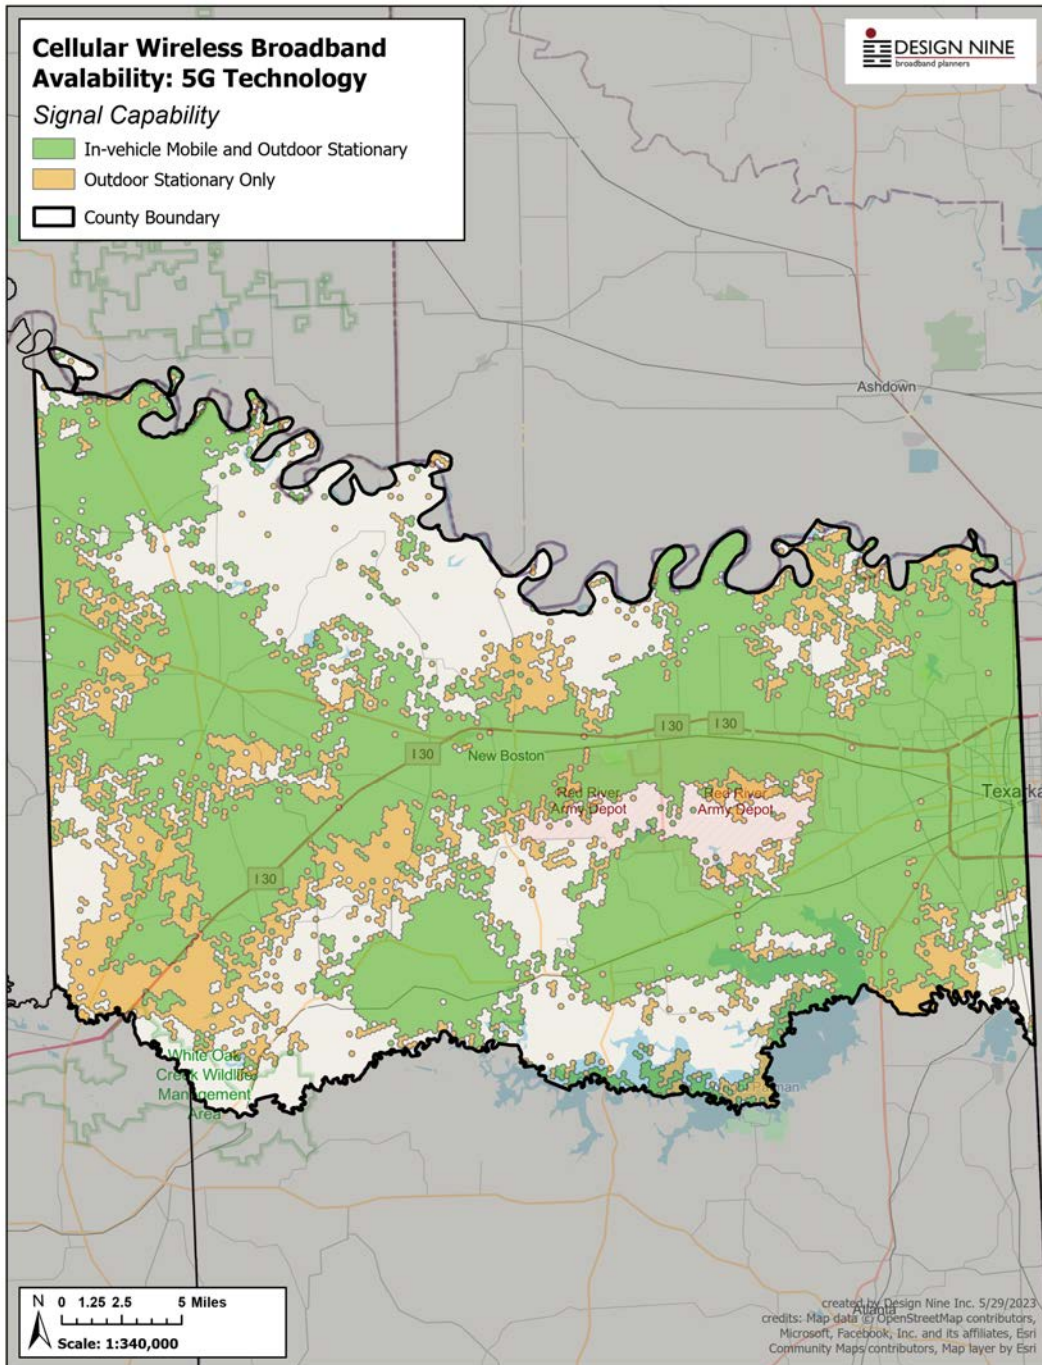 Cellular Wireless Broadband
Avalability: 5G Technology
Signal Capability
In-vehicle Mobile and Outdoor Stationary
Outdoor Stationary Only
County Boundary
DESIGN NINE
broadband planners
Ashdown
I 30
I 30
I 30
New Boston
Red River
Army Depot
Red River
Army Depot
Texarka
I 30
White Oak
Creek Wildlife
Management
Area
N 0 1.25 2.5 5 Miles
Scale: 1:340,000
Atlanta
created by Design Nine Inc. 5/29/2023
credits: Map data © OpenStreetMap contributors,
Microsoft, Facebook, Inc. and its affiliates, Esri
Community Maps contributors, Map layer by Esri